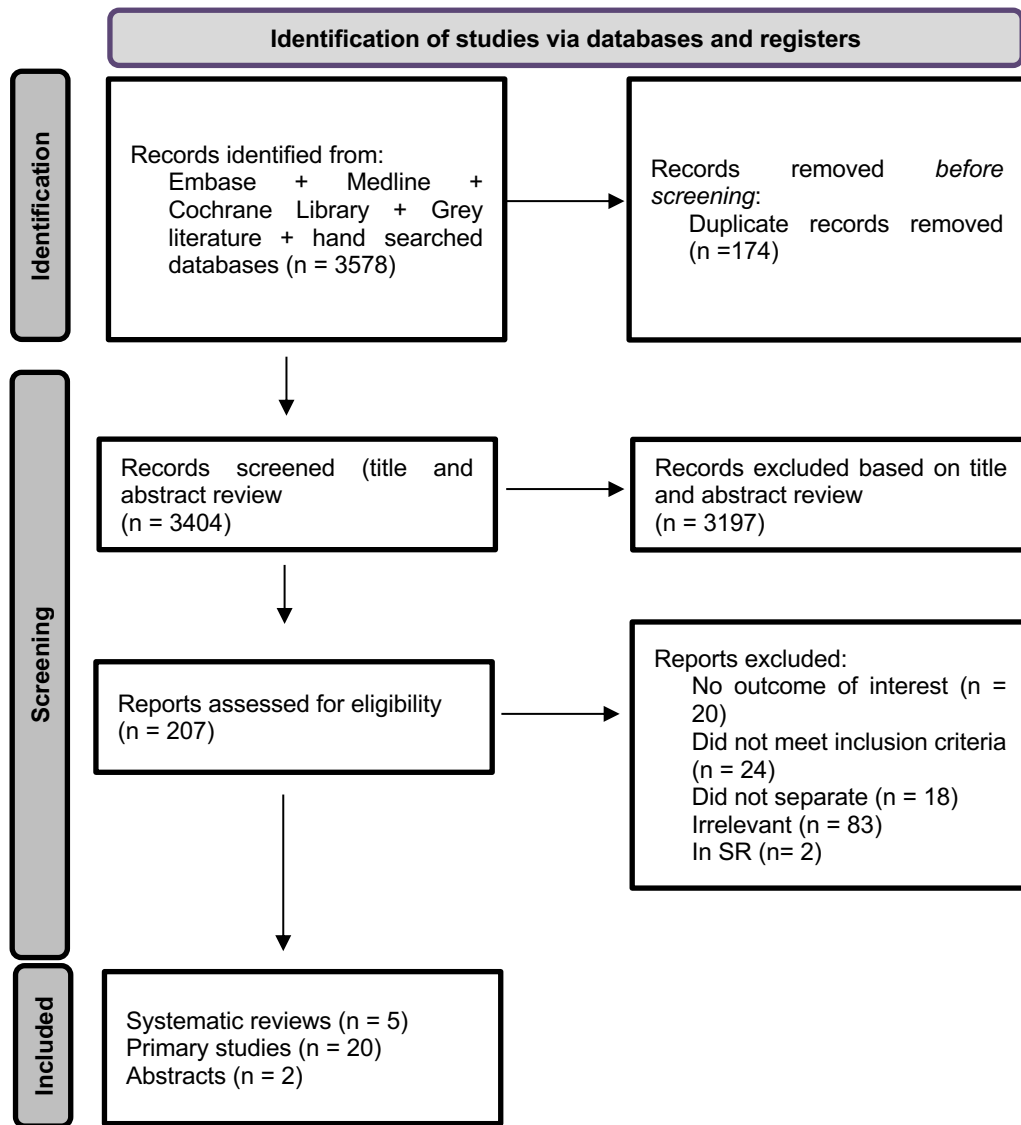 Identification of studies via databases and registers
Identification
Records identified from:
Embase + Medline +
Cochrane Library + Grey
literature + hand searched
databases (n = 3578)
Records removed before
screening:
Duplicate records removed
(n =174)
Screening
Records screened (title and
abstract review
(n = 3404)
Records excluded based on title
and abstract review
(n = 3197)
Reports assessed for eligibility
(n = 207)
Reports excluded:
No outcome of interest (n =
20)
Did not meet inclusion criteria
(n = 24)
Did not separate (n = 18)
Irrelevant (n = 83)
In SR (n= 2)
Included
Systematic reviews (n = 5)
Primary studies (n = 20)
Abstracts (n = 2)